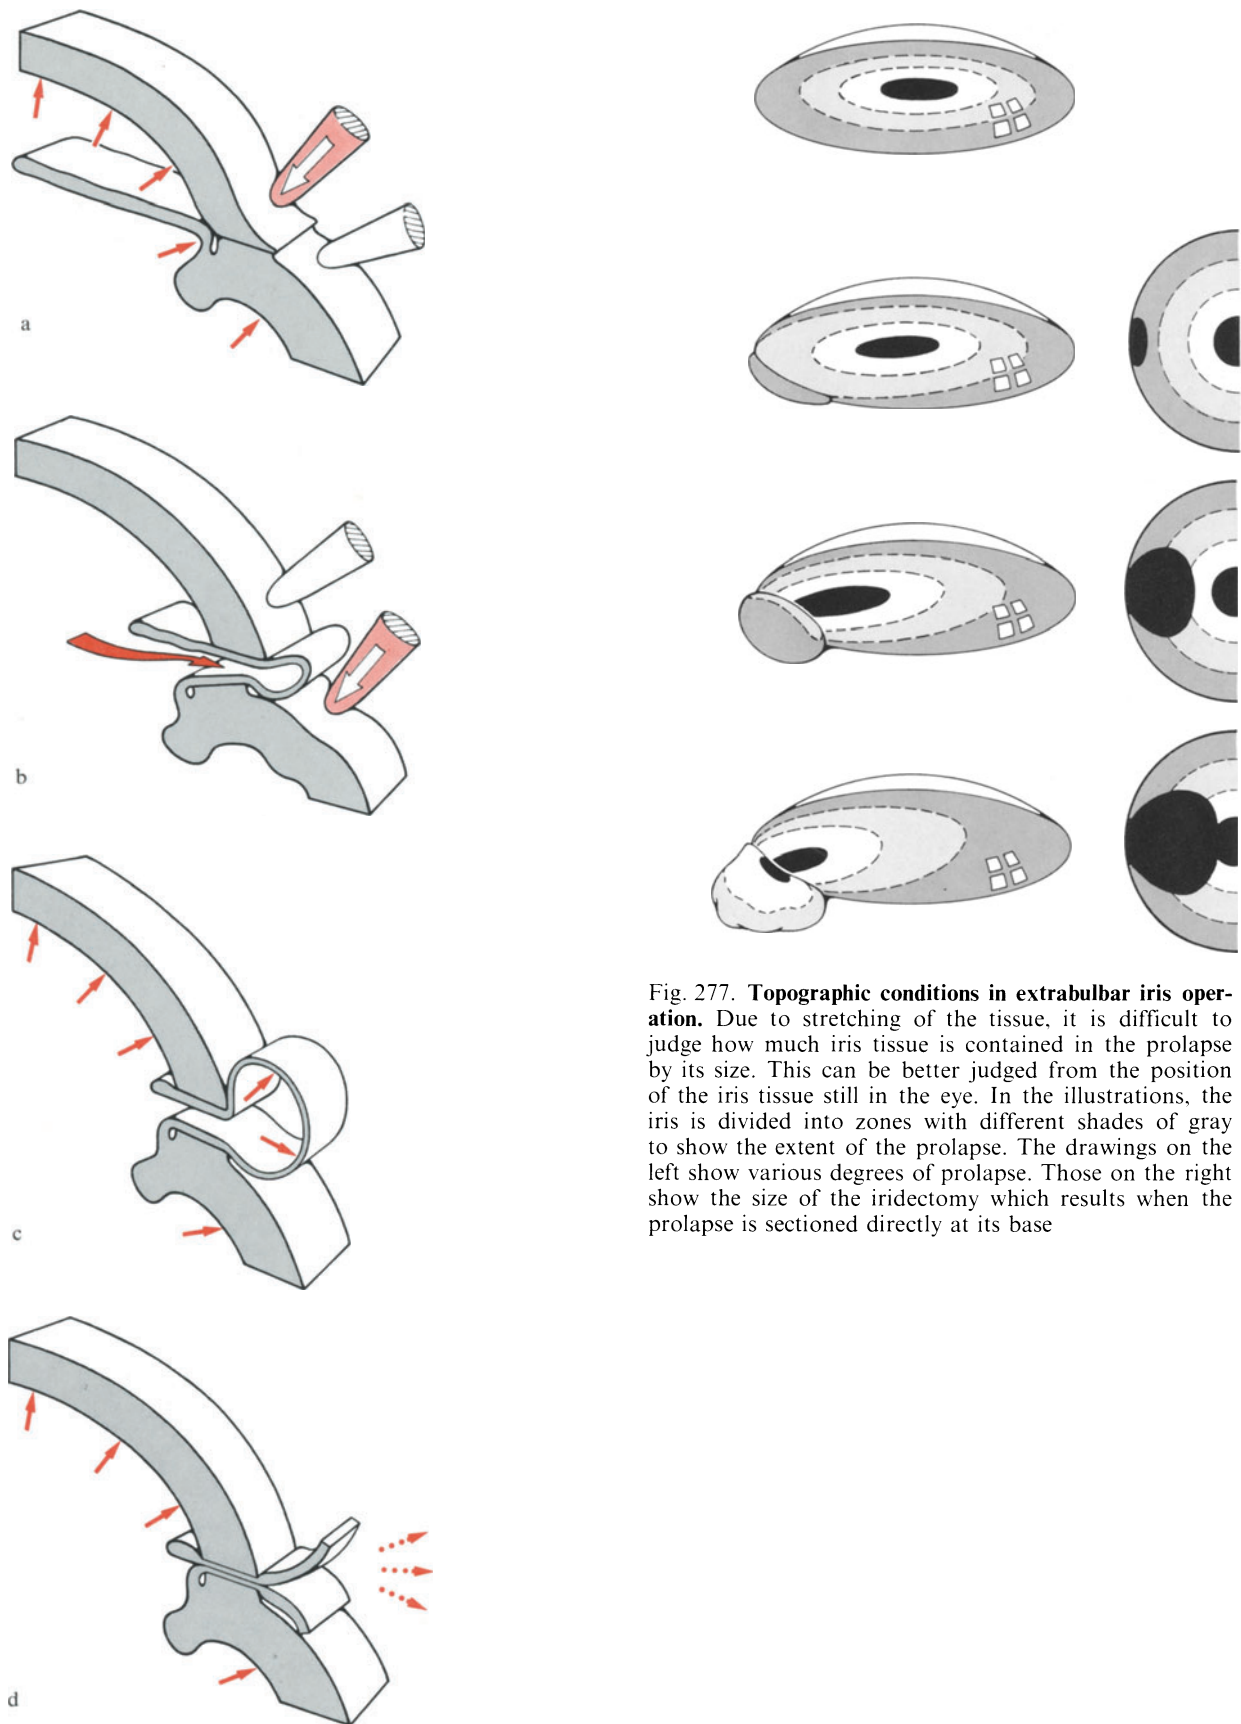 a
b
c
d
Fig. 277. Topographic conditions in extrabulbar iris oper-
ation. Due to stretching of the tissue, it is difficult to
judge how much iris tissue is contained in the prolapse
by its size. This can be better judged from the position
of the iris tissue still in the eye. In the illustrations, the
iris is divided into zones with different shades of gray
to show the extent of the prolapse. The drawings on the
left show various degrees of prolapse. Those on the right
show the size of the iridectomy which results when the
prolapse is sectioned directly at its base